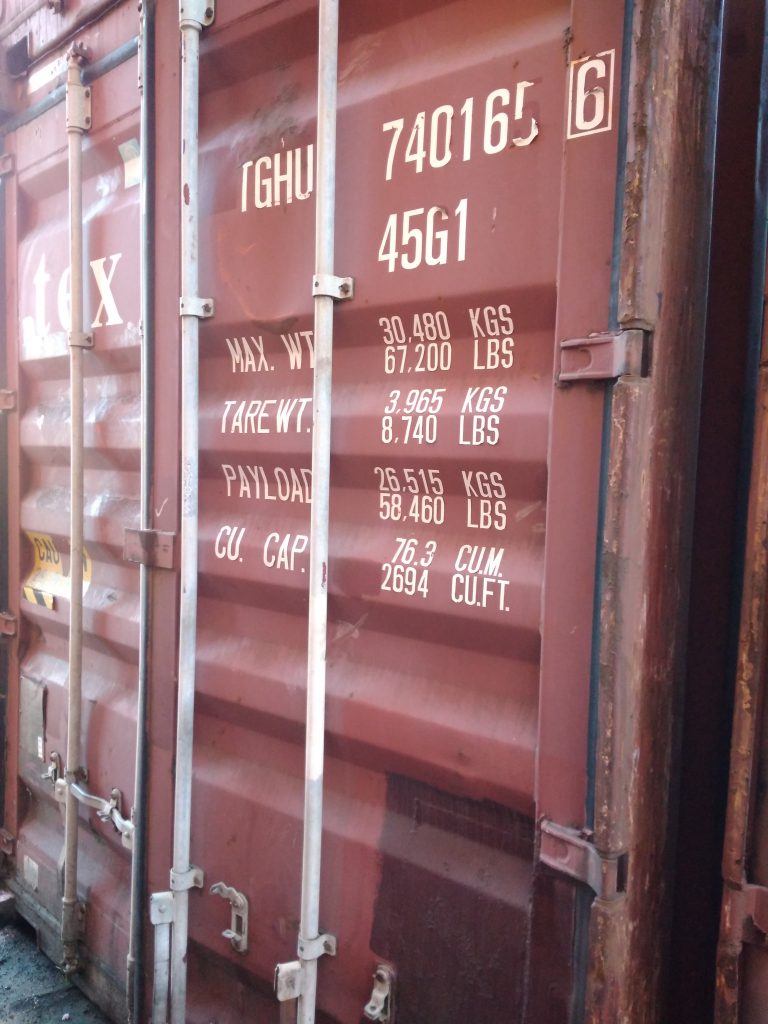 TGHU 740165 6
45G1
tex
MAX. WT 30,480 KGS
67,200 LBS
TARE WT. 3,965 KGS
8,740 LBS
PAYLOAD 26,515 KGS
58,460 LBS
CU. CAP. 76.3 CU.M.
2694 CU.FT.